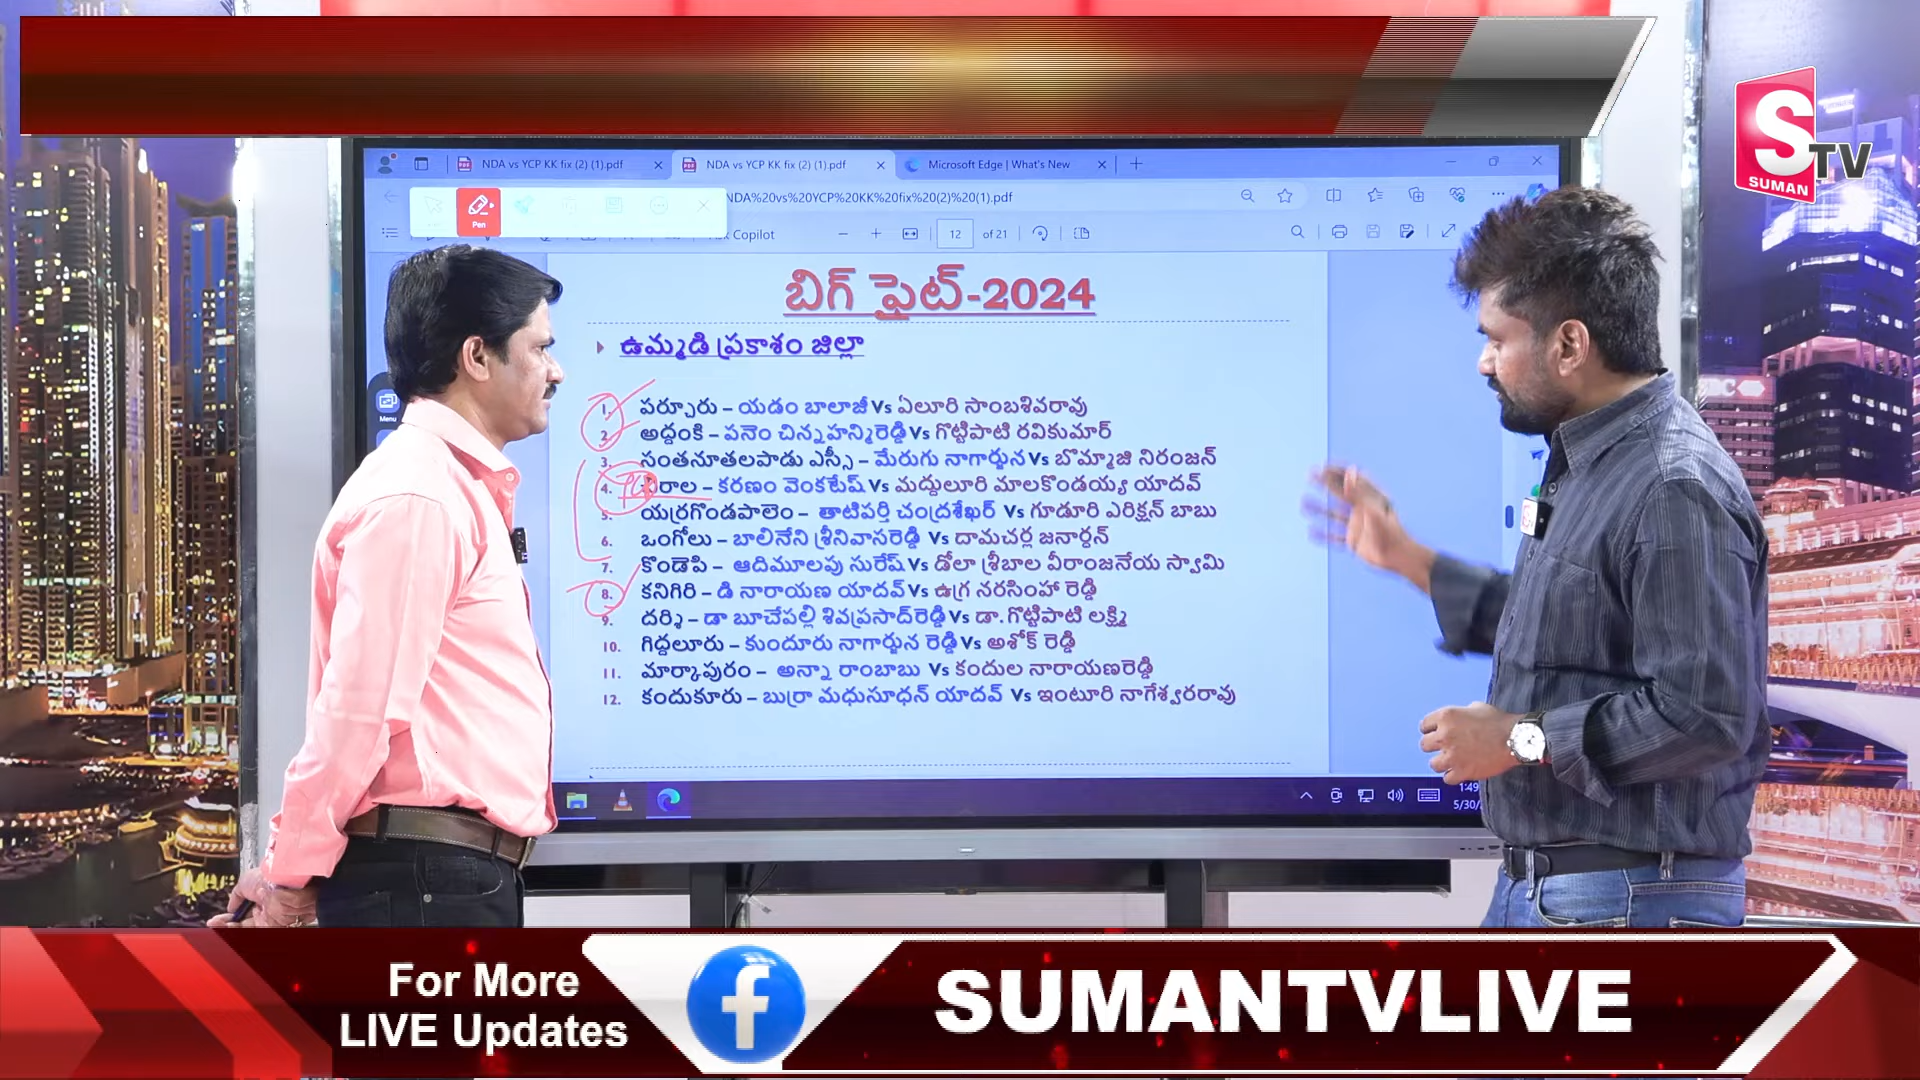 S TV
SUMAN
NDA vs YCP KK fix (2) (1).pdf
NDA vs YCP KK fix (2) (1).pdf
Microsoft Edge | What's New
NDA%20vs%20YCP%20KK%20fix%20(2)%20(1).pdf
Pen
Copilot
12 of 21
బిగ్ ఫైట్-2024
ఉమ్మడి ప్రకాశం జిల్లా
Menu
1. పర్చూరు – యడం బాలాజీ Vs ఏలూరి సాంబశివరావు
2. అద్దంకి – పనెం చిన్నహన్మిరెడ్డి Vs గొట్టిపాటి రవికుమార్
3. సంతనూతలపాడు ఎస్సీ – మేరుగు నాగార్జున Vs బొమ్మాజి నిరంజన్
4. చీరాల – కరణం వెంకటేష్ Vs మద్దులూరి మాలకొండయ్య యాదవ్
5. యర్రగొండపాలెం – తాటిపర్తి చంద్రశేఖర్ Vs గూడూరి ఎరిక్షన్ బాబు
6. ఒంగోలు – బాలినేని శ్రీనివాసరెడ్డి Vs దామచర్ల జనార్దన్
7. కొండెపి – ఆదిమూలపు సురేష్ Vs డోలా శ్రీబాల వీరాంజనేయ స్వామి
8. కనిగిరి – డి నారాయణ యాదవ్ Vs ఉగ్ర నరసింహా రెడ్డి
9. దర్శి – డా బూచేపల్లి శివప్రసాద్‌రెడ్డి Vs డా. గొట్టిపాటి లక్ష్మి
10. గిద్దలూరు – కుందూరు నాగార్జున రెడ్డి Vs అశోక్ రెడ్డి
11. మార్కాపురం – అన్నా రాంబాబు Vs కందుల నారాయణరెడ్డి
12. కందుకూరు – బుర్రా మధుసూధన్ యాదవ్ Vs ఇంటూరి నాగేశ్వరరావు
1:49
5/30/
For More
LIVE Updates
SUMANTVLIVE